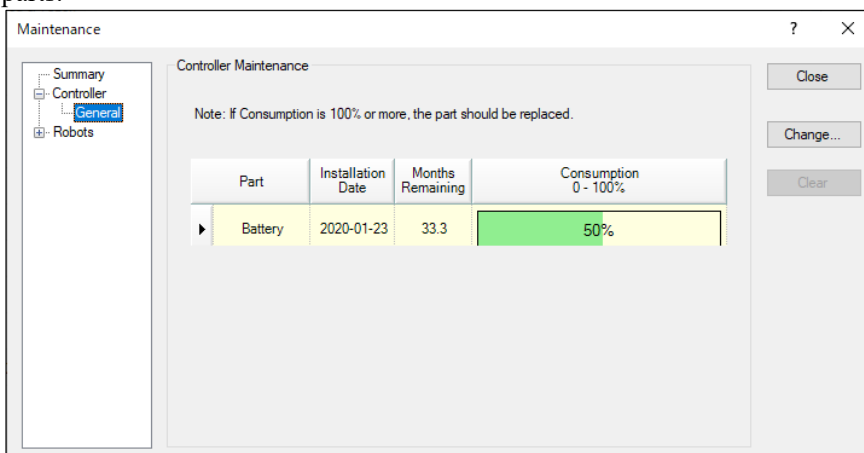 Maintenance
? X
Summary
Controller
General
Robots
Controller Maintenance
Note: If Consumption is 100% or more, the part should be replaced.
Part Installation Date Months Remaining Consumption 0 - 100%
Battery 2020-01-23 33.3 50%
Close
Change...
Clear